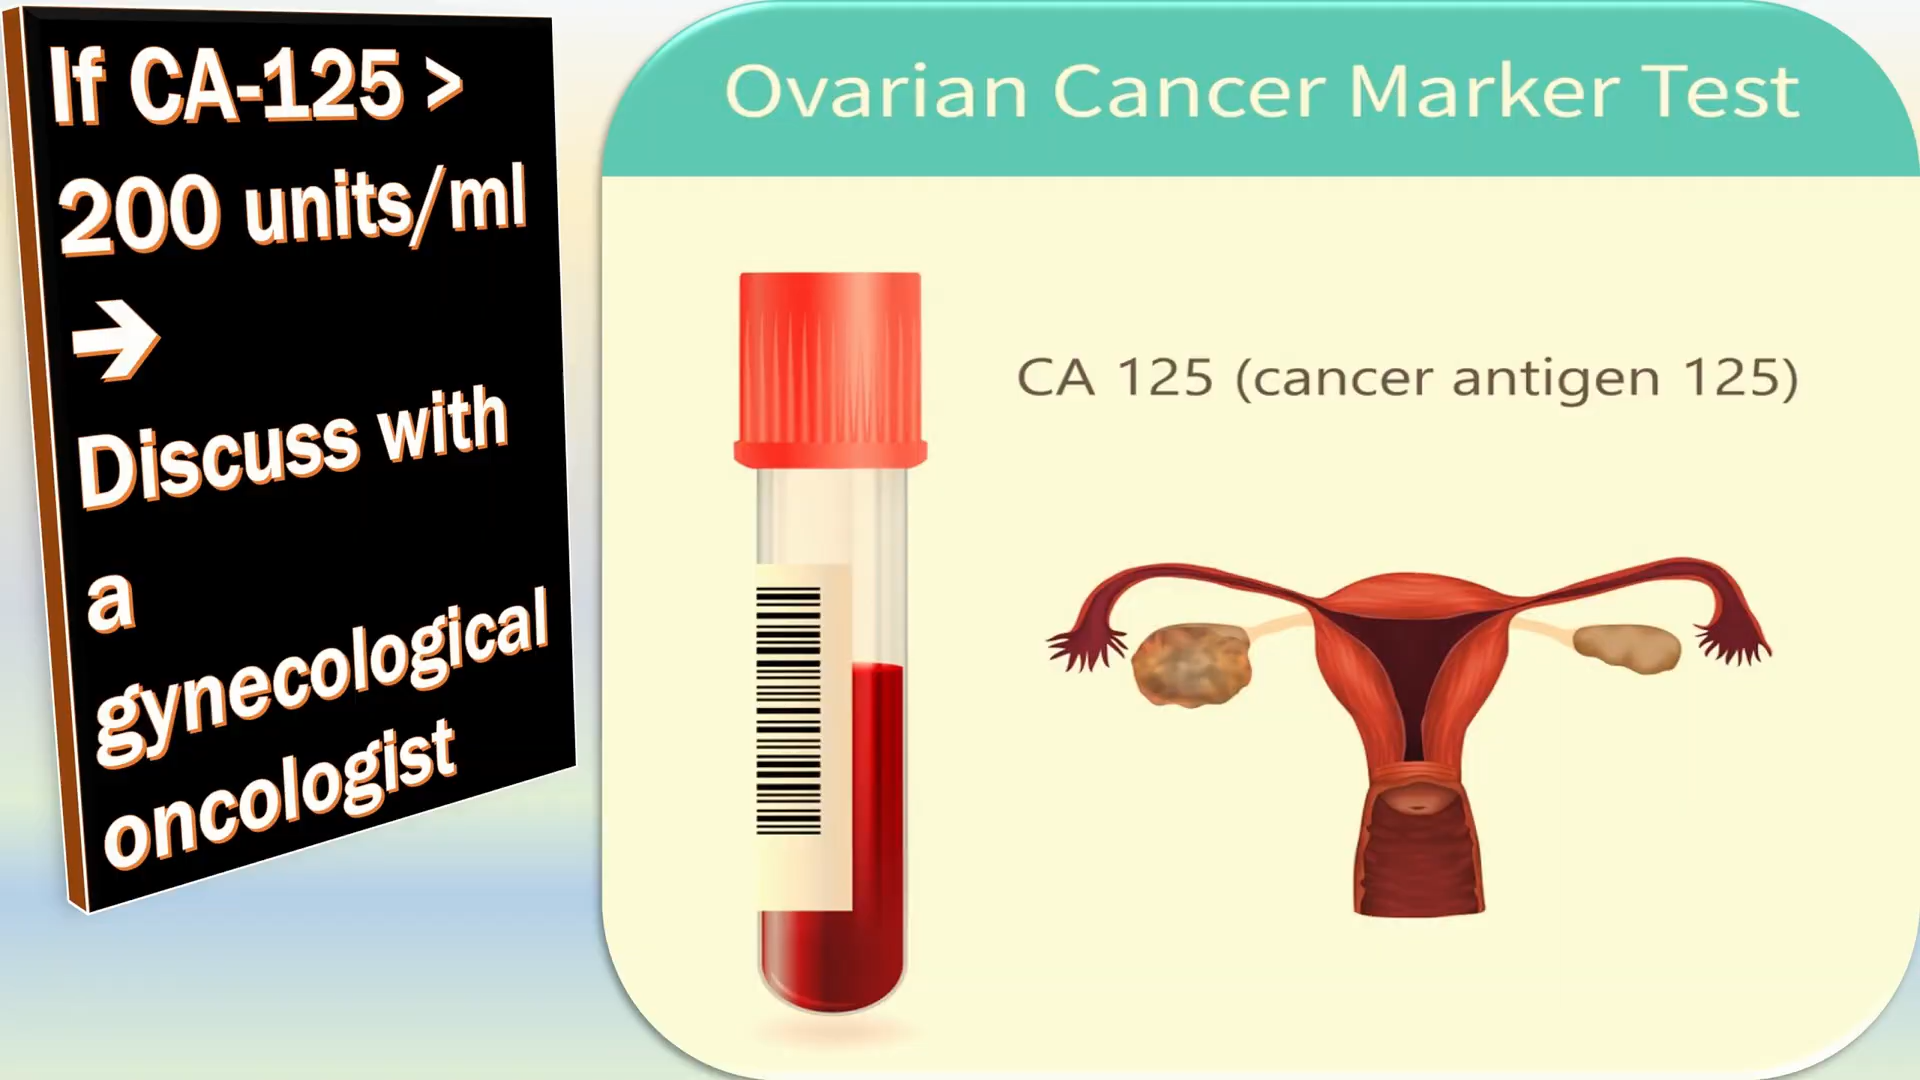 If CA-125 >
200 units/ml
→
Discuss with
a
gynecological
oncologist
Ovarian Cancer Marker Test
CA 125 (cancer antigen 125)